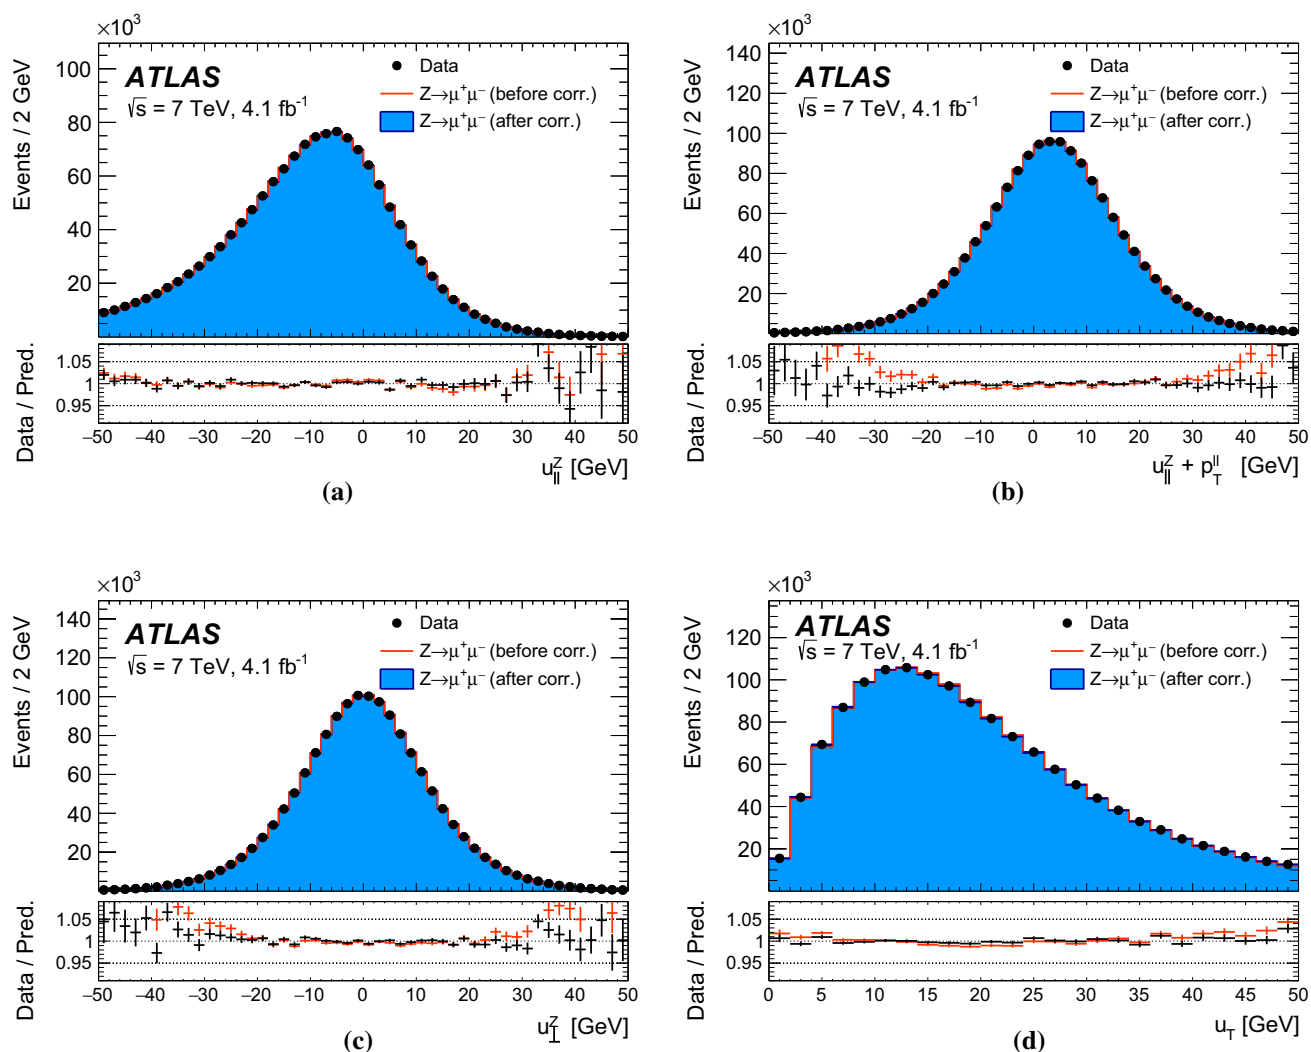 ×10³
Events / 2 GeV
100
80
60
40
20
ATLAS
√s = 7 TeV, 4.1 fb⁻¹
Data
Z→μ⁺μ⁻ (before corr.)
Z→μ⁺μ⁻ (after corr.)
Data / Pred.
1.05
1
0.95
−50 −40 −30 −20 −10 0 10 20 30 40 50
u_∥^Z [GeV]
(a)
×10³
Events / 2 GeV
140
120
100
80
60
40
20
ATLAS
√s = 7 TeV, 4.1 fb⁻¹
Data
Z→μ⁺μ⁻ (before corr.)
Z→μ⁺μ⁻ (after corr.)
Data / Pred.
1.05
1
0.95
−50 −40 −30 −20 −10 0 10 20 30 40 50
u_∥^Z + p_T^ll [GeV]
(b)
×10³
Events / 2 GeV
140
120
100
80
60
40
20
ATLAS
√s = 7 TeV, 4.1 fb⁻¹
Data
Z→μ⁺μ⁻ (before corr.)
Z→μ⁺μ⁻ (after corr.)
Data / Pred.
1.05
1
0.95
−50 −40 −30 −20 −10 0 10 20 30 40 50
u_⊥^Z [GeV]
(c)
×10³
Events / 2 GeV
120
100
80
60
40
20
ATLAS
√s = 7 TeV, 4.1 fb⁻¹
Data
Z→μ⁺μ⁻ (before corr.)
Z→μ⁺μ⁻ (after corr.)
Data / Pred.
1.05
1
0.95
0 5 10 15 20 25 30 35 40 45 50
u_T [GeV]
(d)